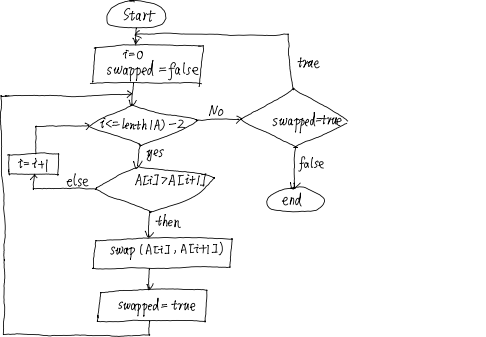 Start
i=0
swapped=false
i<=lenth(A)-2
No
swapped=true
true
false
end
yes
i=i+1
else
A[i]>A[i+1]
then
swap(A[i],A[i+1])
swapped=true